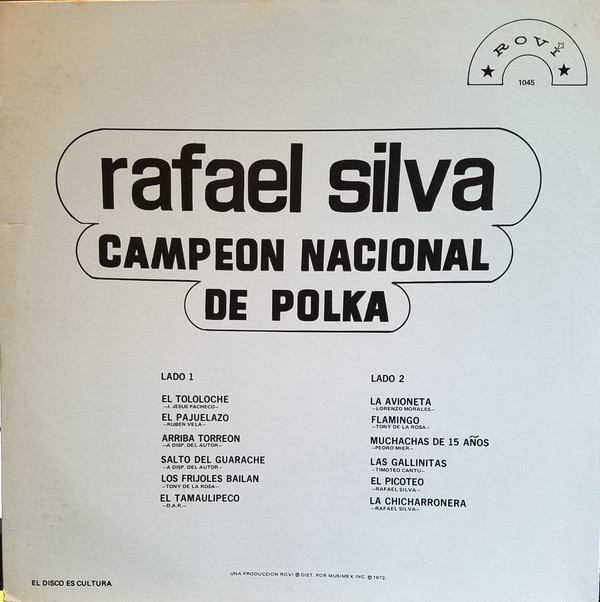 ROVI
1045
rafael silva
CAMPEON NACIONAL
DE POLKA
LADO 1
EL TOLOLOCHE
–J. JESUS PACHECO–
EL PAJUELAZO
–RUBEN VELA–
ARRIBA TORREON
–A DISP. DEL AUTOR–
SALTO DEL GUARACHE
–A DISP. DEL AUTOR–
LOS FRIJOLES BAILAN
–TONY DE LA ROSA–
EL TAMAULIPECO
–D.A.R.–
LADO 2
LA AVIONETA
–LORENZO MORALES–
FLAMINGO
–TONY DE LA ROSA–
MUCHACHAS DE 15 AÑOS
–PEDRO MIER–
LAS GALLINITAS
–TIMOTEO CANTU–
EL PICOTEO
–RAFAEL SILVA–
LA CHICHARRONERA
–RAFAEL SILVA–
UNA PRODUCCION ROVI ℗ DIST. POR MUSIMEX INC. © 1972
EL DISCO ES CULTURA